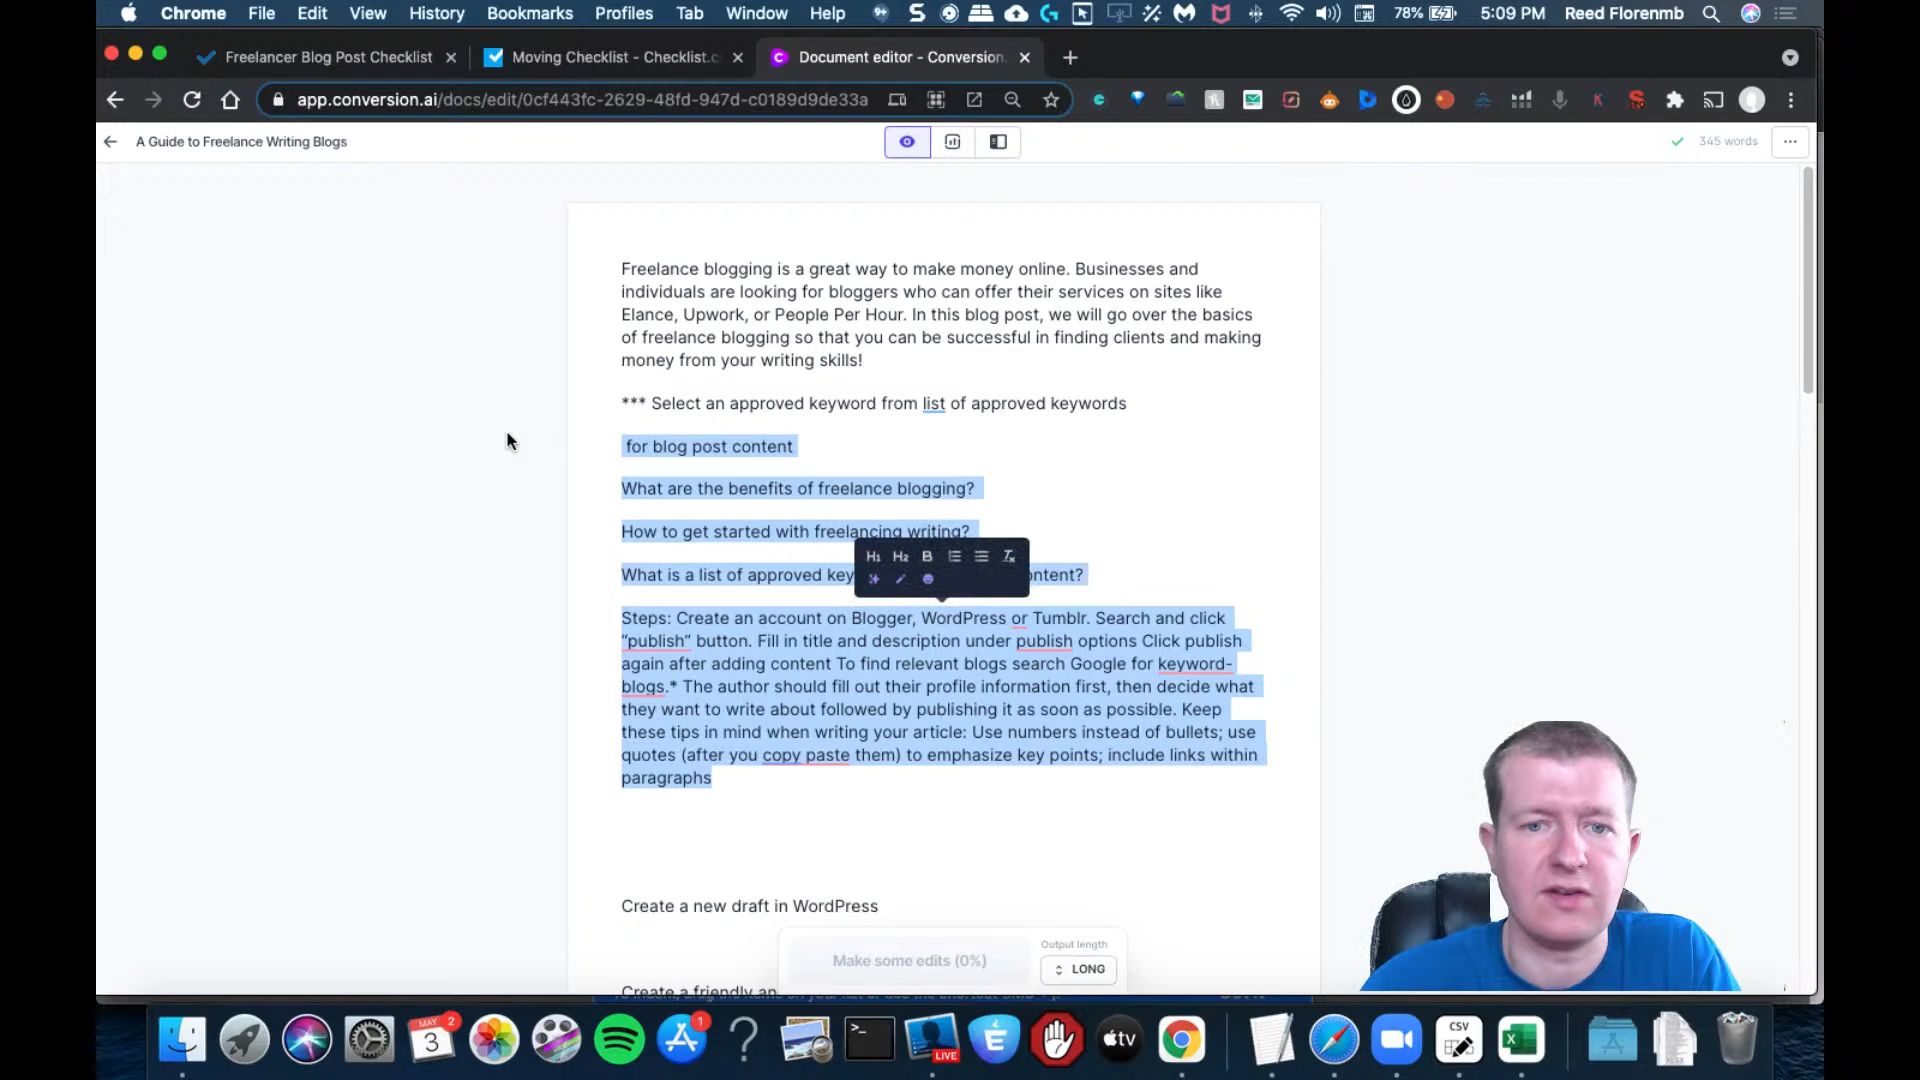 Chrome File Edit View History Bookmarks Profiles Tab Window Help 78% 5:09 PM Reed Florenmb
Freelancer Blog Post Checklist
Moving Checklist - Checklist.c
Document editor - Conversion.
app.conversion.ai/docs/edit/0cf443fc-2629-48fd-947d-c0189d9de33a
A Guide to Freelance Writing Blogs
345 words
Freelance blogging is a great way to make money online. Businesses and
individuals are looking for bloggers who can offer their services on sites like
Elance, Upwork, or People Per Hour. In this blog post, we will go over the basics
of freelance blogging so that you can be successful in finding clients and making
money from your writing skills!
*** Select an approved keyword from list of approved keywords
for blog post content
What are the benefits of freelance blogging?
How to get started with freelancing writing?
H1 H2 B
What is a list of approved key
ntent?
Steps: Create an account on Blogger, WordPress or Tumblr. Search and click
“publish” button. Fill in title and description under publish options Click publish
again after adding content To find relevant blogs search Google for keyword-
blogs.* The author should fill out their profile information first, then decide what
they want to write about followed by publishing it as soon as possible. Keep
these tips in mind when writing your article: Use numbers instead of bullets; use
quotes (after you copy paste them) to emphasize key points; include links within
paragraphs
Create a new draft in WordPress
Output length
Make some edits (0%)
LONG
Create a friendly an
MAY
2
3
1
LIVE
tv
CSV